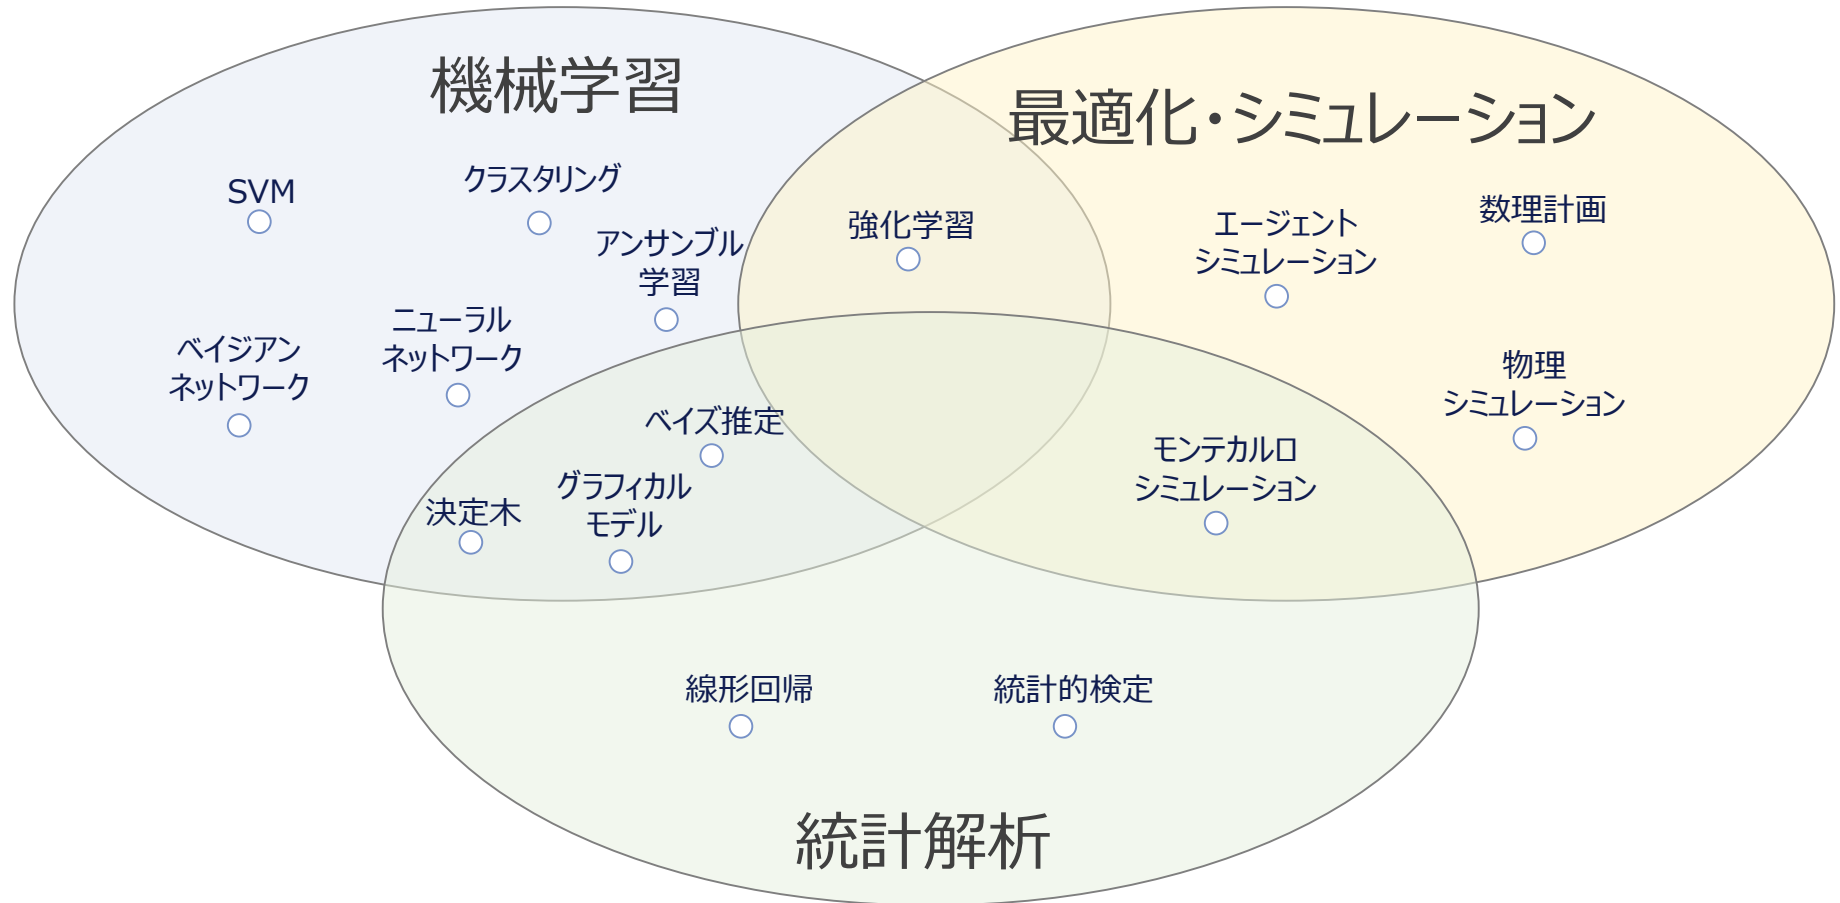 機械学習
最適化・シミュレーション
SVM
クラスタリング
アンサンブル
学習
強化学習
エージェント
シミュレーション
数理計画
ニューラル
ネットワーク
ベイジアン
ネットワーク
物理
シミュレーション
ベイズ推定
モンテカルロ
シミュレーション
グラフィカル
モデル
決定木
線形回帰
統計的検定
統計解析